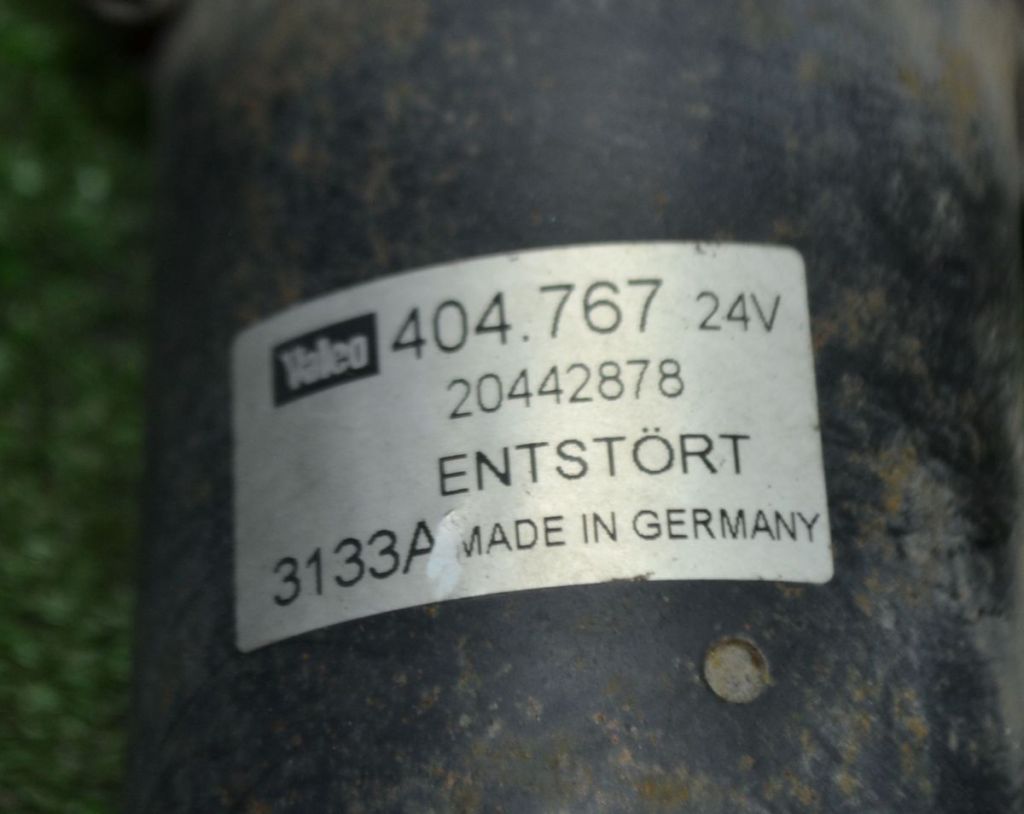 Valeo 404.767 24V
20442878
ENTSTÖRT
3133A MADE IN GERMANY